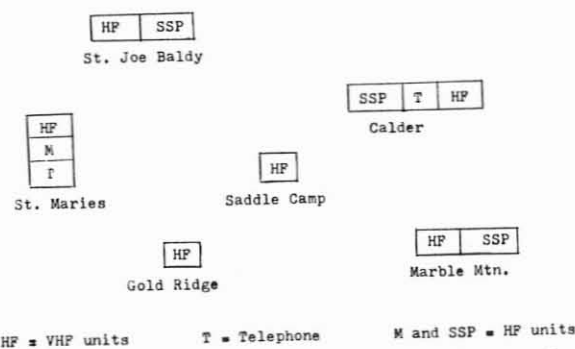 HF SSP
St. Joe Baldy
SSP T HF
Calder
HF
M
T
St. Maries
HF
Saddle Camp
HF
Gold Ridge
HF SSP
Marble Mtn.
HF = VHF units T = Telephone M and SSP = HF units